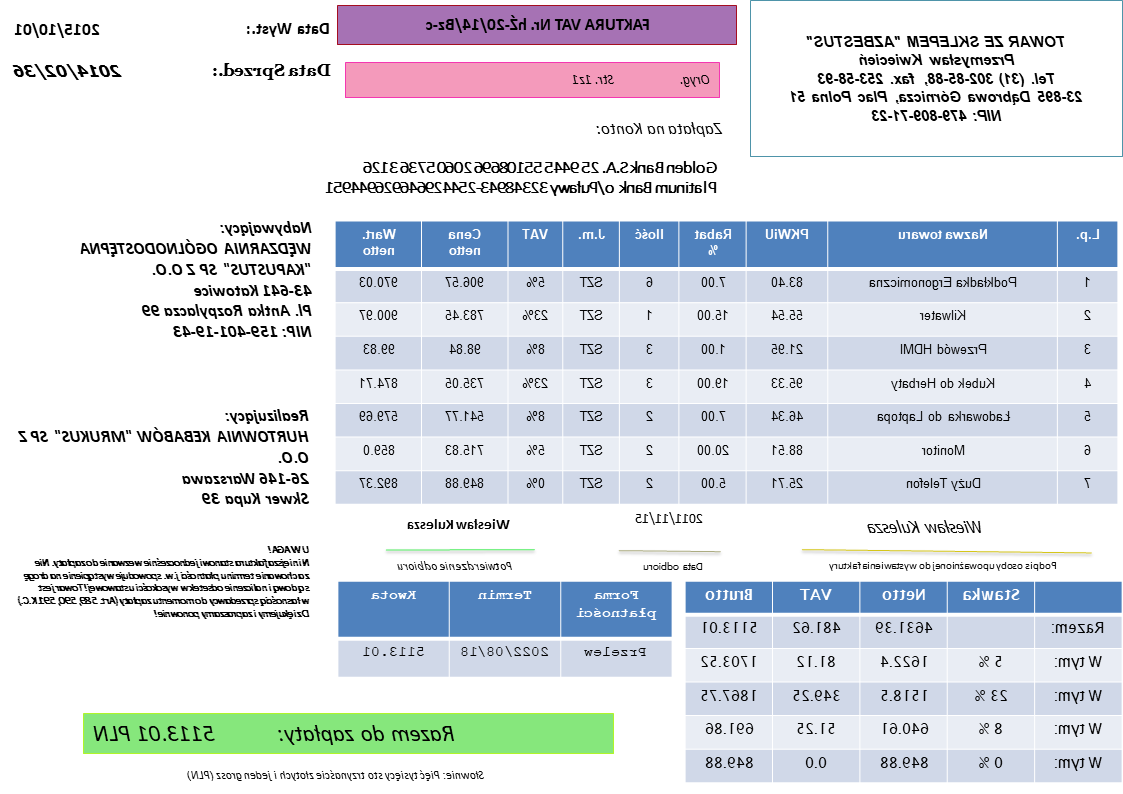 TOWAR ZE SKLEPEM "AZBESTUS"
Przemysław Kwiecień
Tel. (31) 302-85-88, fax. 253-58-93
23-895 Dąbrowa Górnicza, Plac Polna 51
NIP: 479-809-71-23
FAKTURA VAT Nr. hŹ-20/14/Bz-c
Oryg. Str. 1z1
Data Wyst.: 2015/10/01
Data Sprzed.: 2014/02/36
Zapłata na Konto:
Golden Bank S.A. 25 9445 5510 8696 2060 5736 3126
Platinum Bank o/Puławy 32348943-254429646926944951
L.p. Nazwa towaru PKWiU Rabat % Ilość J.m. VAT Cena netto Wart. netto
1 Podkładka Ergonomiczna 83.40 7.00 6 SZT 5% 906.57 970.03
2 Kilwater 55.54 15.00 1 SZT 23% 783.45 900.97
3 Przewód HDMI 21.95 1.00 3 SZT 8% 98.84 99.83
4 Kubek do Herbaty 95.33 19.00 3 SZT 23% 735.05 874.71
5 Ładowarka do Laptopa 46.34 7.00 2 SZT 8% 541.77 579.69
6 Monitor 88.51 20.00 2 SZT 5% 715.83 859.0
7 Duży Telefon 25.71 5.00 2 SZT 0% 849.88 892.37
Nabywający:
WĘDZARNIA OGÓLNODOSTĘPNA
"KAPUSTUS" SP Z O.O.
43-641 Katowice
Pl. Antka Rozpylacza 99
NIP: 159-401-19-43
Realizujący:
HURTOWNIA KEBABÓW "MRUKUS" SP Z
O.O.
26-146 Warszawa
Skwer Kupa 39
Wiesław Kulesza
2011/11/15
Wiesław Kulesza
Podpis osoby upoważnionej do wystawienia faktury
Data odbioru
Potwierdzenie odbioru
UWAGA!
Niniejsza faktura stanowi jednocześnie wezwanie do zapłaty. Nie
zachowanie terminu płatności j.w. spowoduje wystąpienie na drogę
sądową i naliczenie odsetek w wysokości ustawowej! Towar jest
własnością sprzedawcy do momentu zapłaty (Art. 589, 590, 591 K.C.)
Dziękujemy i zapraszamy ponownie!
Stawka Netto VAT Brutto
Razem: 4631.39 481.62 5113.01
W tym: 5 % 1622.4 81.12 1703.52
W tym: 23 % 1518.5 349.25 1867.75
W tym: 8 % 640.61 51.25 691.86
W tym: 0 % 849.88 0.0 849.88
Forma płatności Termin Kwota
Przelew 2022/08/18 5113.01
Razem do zapłaty: 5113.01 PLN
Słownie: Pięć tysięcy sto trzynaście złotych i jeden grosz (PLN)